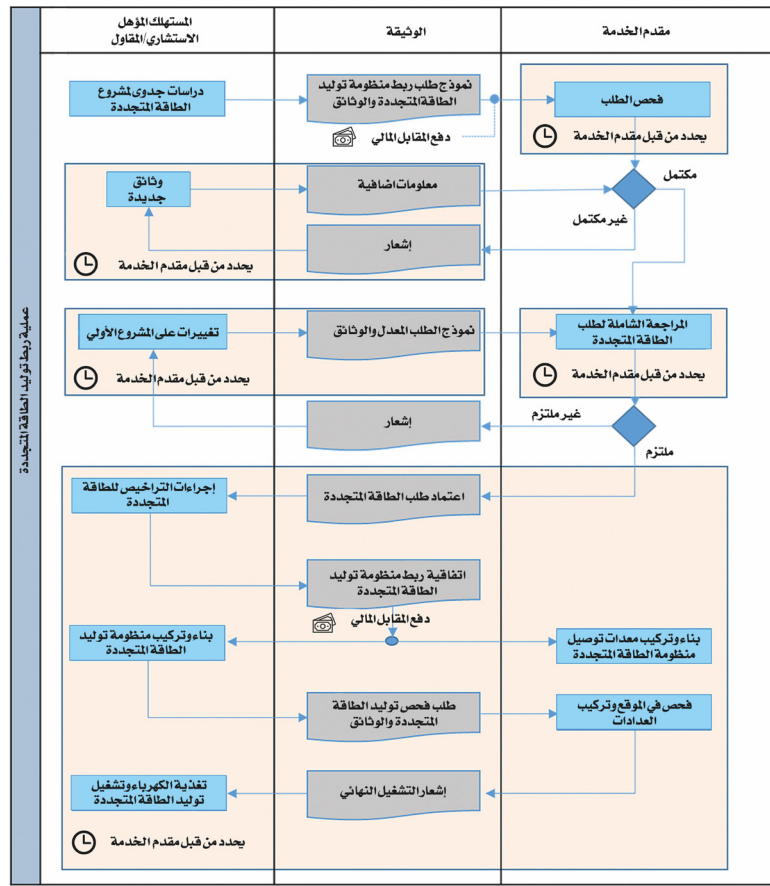 مقدم الخدمة
الوثيقة
المستهلك المؤهل
الاستشاري/المقاول
عملية ربط توليد الطاقة المتجددة
دراسات جدوى لمشروع
الطاقة المتجددة
نموذج طلب ربط منظومة توليد
الطاقة المتجددة والوثائق
دفع المقابل المالي
فحص الطلب
يحدد من قبل مقدم الخدمة
مكتمل
غير مكتمل
معلومات اضافية
وثائق
جديدة
إشعار
يحدد من قبل مقدم الخدمة
المراجعة الشاملة لطلب
الطاقة المتجددة
يحدد من قبل مقدم الخدمة
نموذج الطلب المعدل والوثائق
تغييرات على المشروع الأولي
يحدد من قبل مقدم الخدمة
غير ملتزم
إشعار
ملتزم
اعتماد طلب الطاقة المتجددة
إجراءات التراخيص للطاقة
المتجددة
اتفاقية ربط منظومة توليد
الطاقة المتجددة
دفع المقابل المالي
بناء وتركيب معدات توصيل
منظومة الطاقة المتجددة
بناء وتركيب منظومة توليد
الطاقة المتجددة
طلب فحص توليد الطاقة
المتجددة والوثائق
فحص في الموقع وتركيب
العدادات
إشعار التشغيل النهائي
تغذية الكهرباء وتشغيل
توليد الطاقة المتجددة
يحدد من قبل مقدم الخدمة